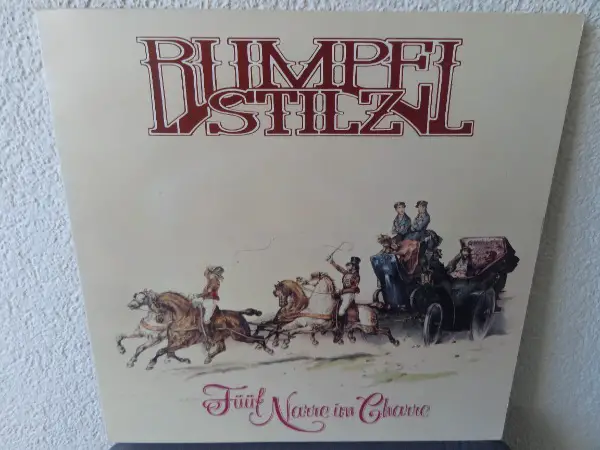 RUMPEL
STILZ
Füüf Narre im Charre